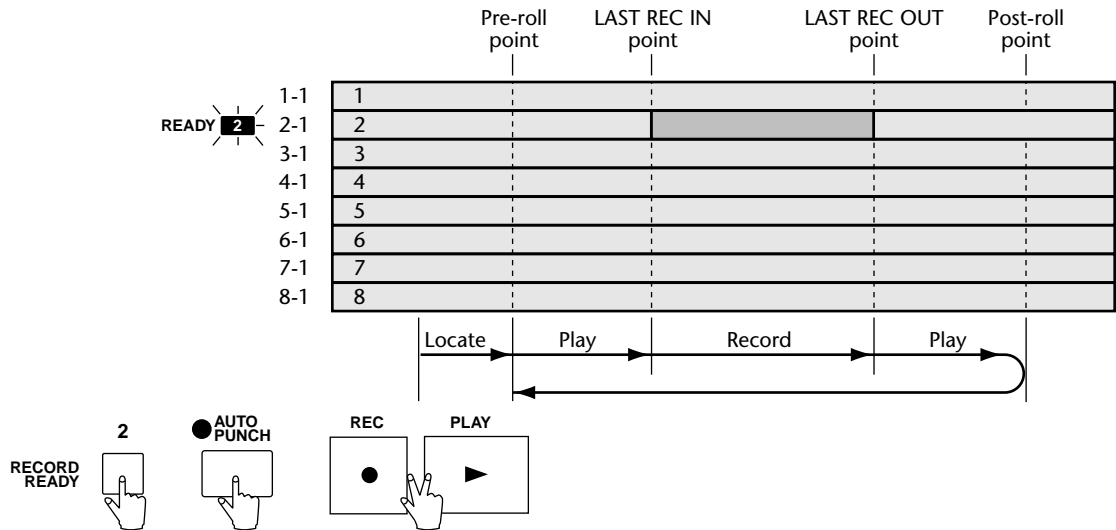 Pre-roll point
LAST REC IN point
LAST REC OUT point
Post-roll point
1-1 1
READY 2 2-1 2
3-1 3
4-1 4
5-1 5
6-1 6
7-1 7
8-1 8
Locate Play Record Play
2
AUTO PUNCH
REC PLAY
RECORD READY